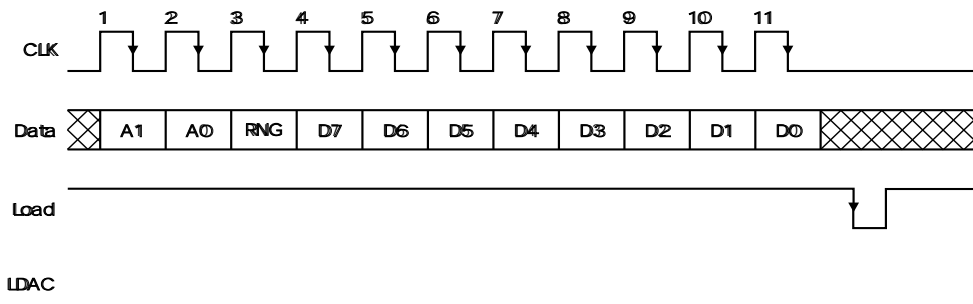 1 2 3 4 5 6 7 8 9 10 11
CLK
Data A1 A0 RNG D7 D6 D5 D4 D3 D2 D1 D0
Load
LDAC